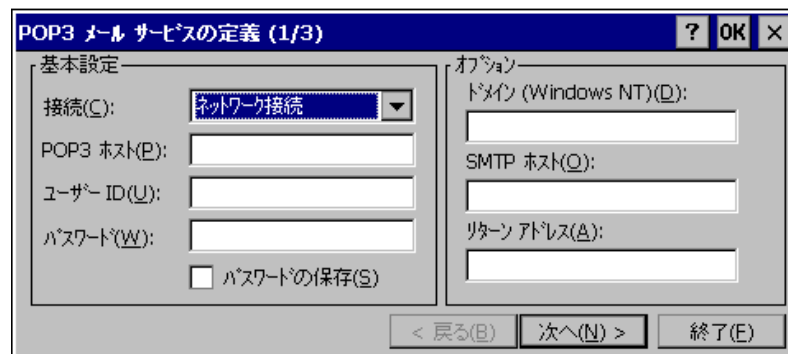 POP3 ﾒｰﾙ ｻｰﾋﾞｽの定義 (1/3) ? OK ×
基本設定
接続(C): ﾈｯﾄﾜｰｸ接続
POP3 ﾎｽﾄ(P):
ﾕｰｻﾞｰ ID(U):
ﾊﾟｽﾜｰﾄﾞ(W):
ﾊﾟｽﾜｰﾄﾞの保存(S)
ｵﾌﾟｼｮﾝ
ﾄﾞﾒｲﾝ (Windows NT)(D):
SMTP ﾎｽﾄ(O):
ﾘﾀｰﾝ ｱﾄﾞﾚｽ(A):
< 戻る(B) 次へ(N) > 終了(F)